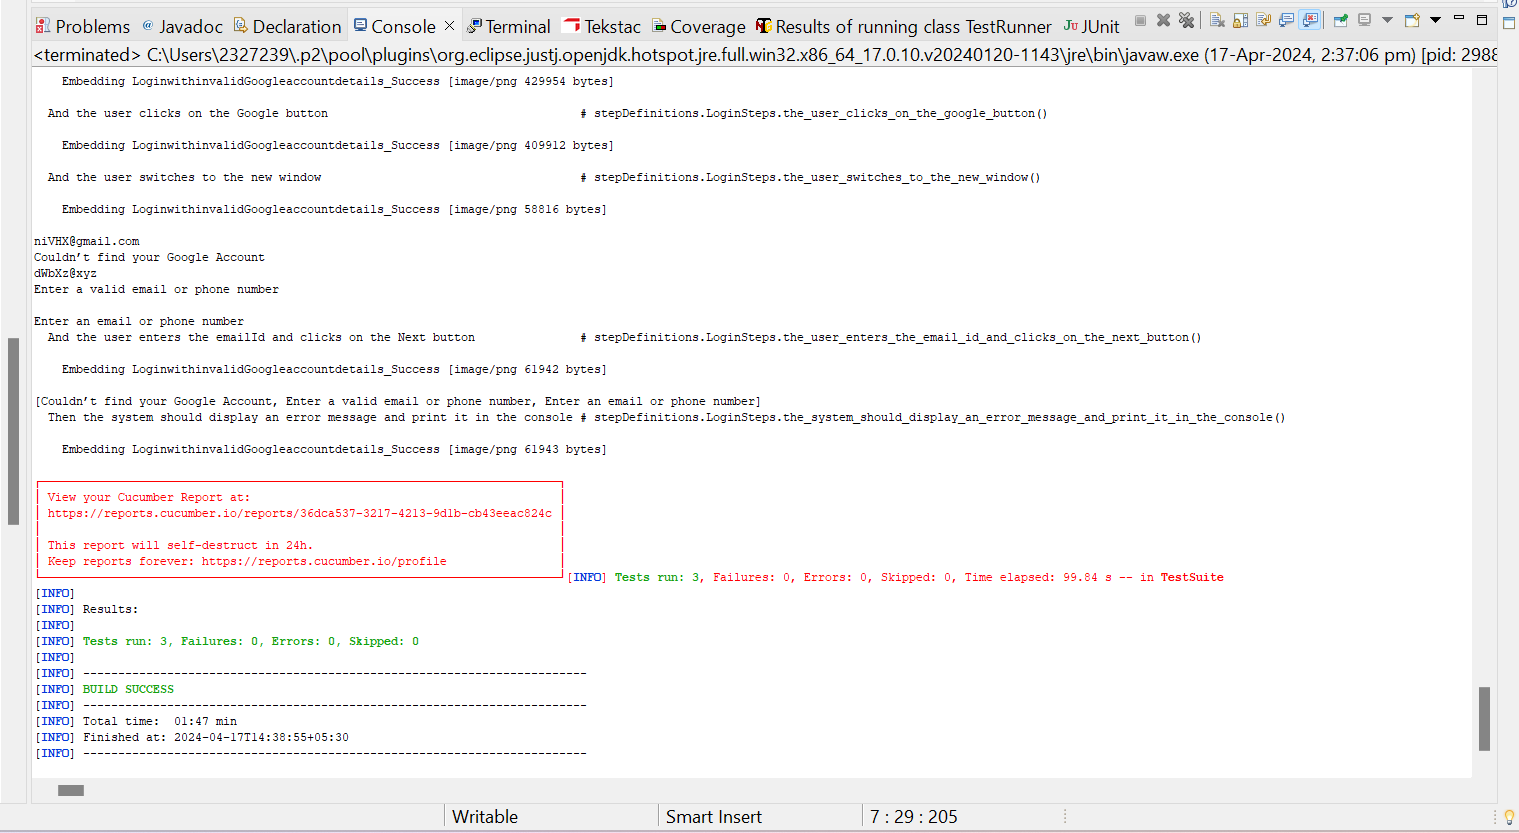 Problems Javadoc Declaration Console Terminal Tekstac Coverage Results of running class TestRunner JUnit
<terminated> C:\Users\2327239\.p2\pool\plugins\org.eclipse.justj.openjdk.hotspot.jre.full.win32.x86_64_17.0.10.v20240120-1143\jre\bin\javaw.exe (17-Apr-2024, 2:37:06 pm) [pid: 2988
Embedding LoginwithinvalidGoogleaccountdetails_Success [image/png 429954 bytes]
And the user clicks on the Google button # stepDefinitions.LoginSteps.the_user_clicks_on_the_google_button()
Embedding LoginwithinvalidGoogleaccountdetails_Success [image/png 409912 bytes]
And the user switches to the new window # stepDefinitions.LoginSteps.the_user_switches_to_the_new_window()
Embedding LoginwithinvalidGoogleaccountdetails_Success [image/png 58816 bytes]
niVHX@gmail.com
Couldn’t find your Google Account
dWbXz@xyz
Enter a valid email or phone number
Enter an email or phone number
And the user enters the emailId and clicks on the Next button # stepDefinitions.LoginSteps.the_user_enters_the_email_id_and_clicks_on_the_next_button()
Embedding LoginwithinvalidGoogleaccountdetails_Success [image/png 61942 bytes]
[Couldn’t find your Google Account, Enter a valid email or phone number, Enter an email or phone number]
Then the system should display an error message and print it in the console # stepDefinitions.LoginSteps.the_system_should_display_an_error_message_and_print_it_in_the_console()
Embedding LoginwithinvalidGoogleaccountdetails_Success [image/png 61943 bytes]
View your Cucumber Report at:
https://reports.cucumber.io/reports/36dca537-3217-4213-9d1b-cb43eeac824c
This report will self-destruct in 24h.
Keep reports forever: https://reports.cucumber.io/profile
[INFO] Tests run: 3, Failures: 0, Errors: 0, Skipped: 0, Time elapsed: 99.84 s -- in TestSuite
[INFO]
[INFO] Results:
[INFO]
[INFO] Tests run: 3, Failures: 0, Errors: 0, Skipped: 0
[INFO]
[INFO] ------------------------------------------------------------------------
[INFO] BUILD SUCCESS
[INFO] ------------------------------------------------------------------------
[INFO] Total time:  01:47 min
[INFO] Finished at: 2024-04-17T14:38:55+05:30
[INFO] ------------------------------------------------------------------------
Writable Smart Insert 7 : 29 : 205